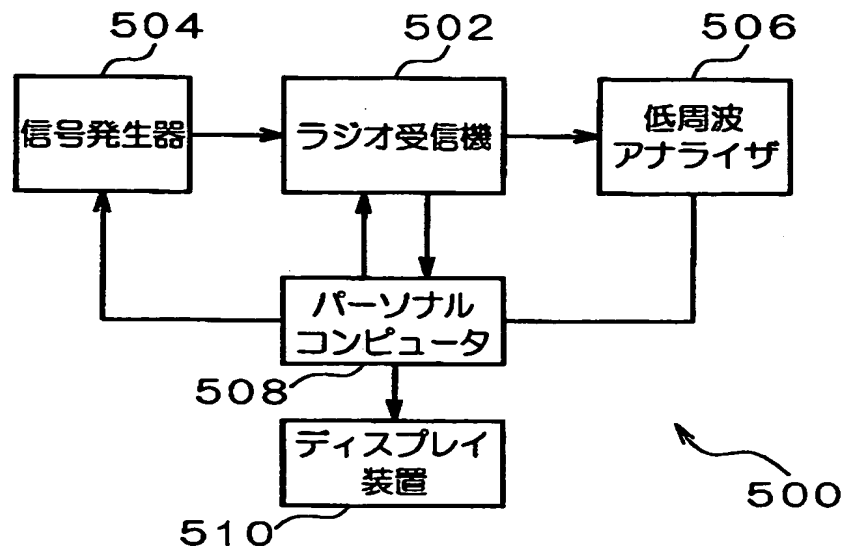 504
502
506
信号発生器
ラジオ受信機
低周波
アナライザ
パーソナル
コンピュータ
508
ディスプレイ
装置
510
500